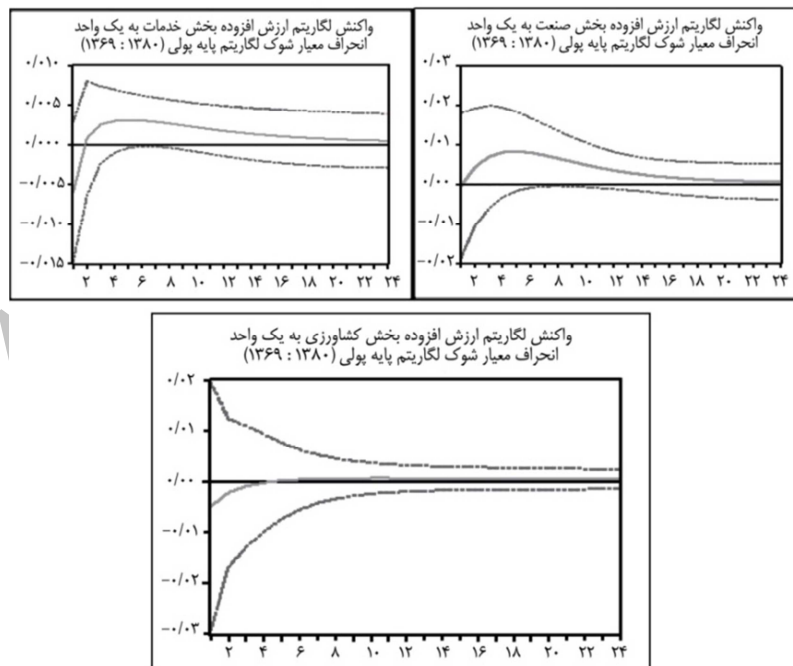 واکنش لگاریتم ارزش افزوده بخش صنعت به یک واحد
انحراف معیار شوک لگاریتم پایه پولی (۱۳۸۰ : ۱۳۶۹)
۰/۰۳
۰/۰۲
۰/۰۱
۰/۰۰
−۰/۰۱
−۰/۰۲
۲ ۴ ۶ ۸ ۱۰ ۱۲ ۱۴ ۱۶ ۱۸ ۲۰ ۲۲ ۲۴
واکنش لگاریتم ارزش افزوده بخش خدمات به یک واحد
انحراف معیار شوک لگاریتم پایه پولی (۱۳۸۰ : ۱۳۶۹)
۰/۰۱۰
۰/۰۰۵
۰/۰۰۰
−۰/۰۰۵
−۰/۰۱۰
−۰/۰۱۵
۲ ۴ ۶ ۸ ۱۰ ۱۲ ۱۴ ۱۶ ۱۸ ۲۰ ۲۲ ۲۴
واکنش لگاریتم ارزش افزوده بخش کشاورزی به یک واحد
انحراف معیار شوک لگاریتم پایه پولی (۱۳۸۰ : ۱۳۶۹)
۰/۰۲
۰/۰۱
۰/۰۰
−۰/۰۱
−۰/۰۲
−۰/۰۳
۲ ۴ ۶ ۸ ۱۰ ۱۲ ۱۴ ۱۶ ۱۸ ۲۰ ۲۲ ۲۴